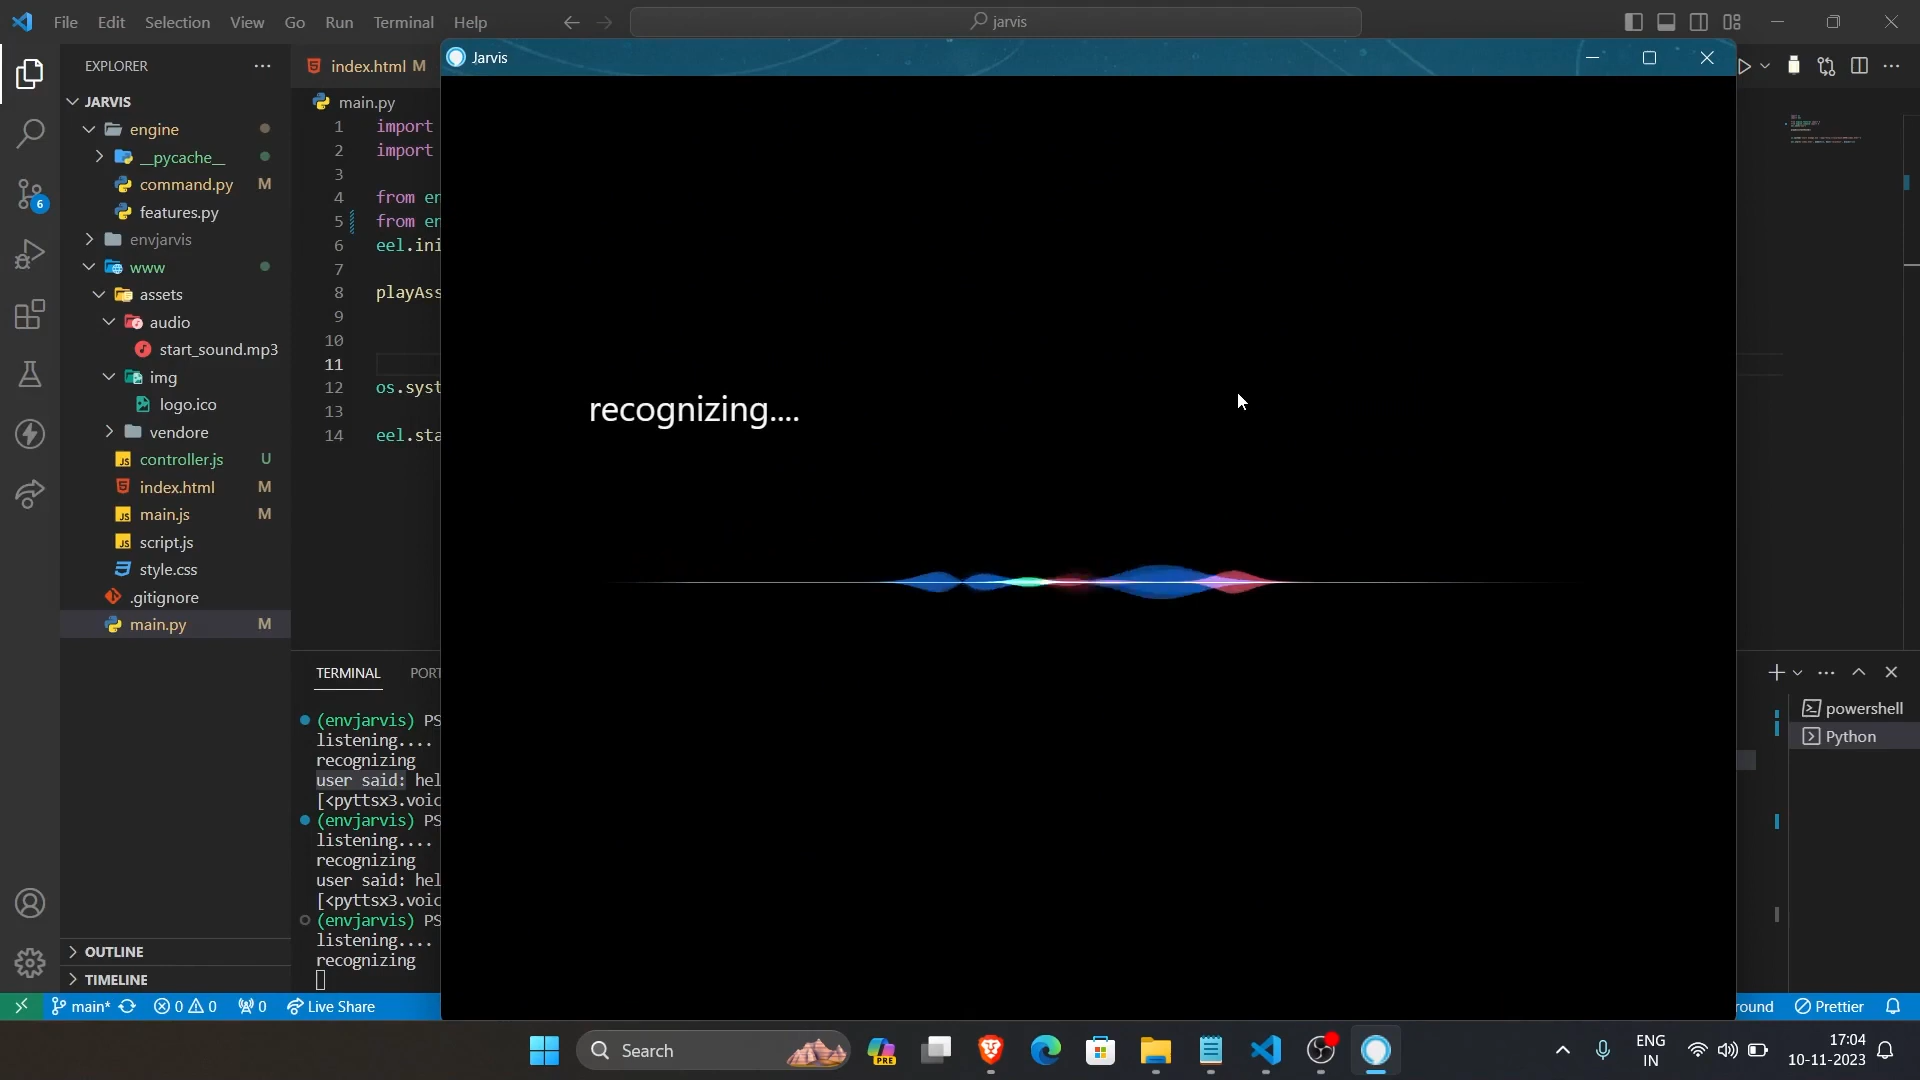 File Edit Selection View Go Run Terminal Help
jarvis
EXPLORER
JARVIS
engine
__pycache__
command.py M
features.py
envjarvis
www
assets
audio
start_sound.mp3
img
logo.ico
vendore
controller.js U
index.html M
main.js M
script.js
style.css
.gitignore
main.py M
OUTLINE
TIMELINE
6
index.html M
main.py
1 import
2 import
3
4 from en
5 from en
6 eel.ini
7
8 playAss
9
10
11
12 os.syst
13
14 eel.sta
Jarvis
recognizing....
TERMINAL PORT
(envjarvis) PS
listening....
recognizing
user said: hel
[<pyttsx3.voic
(envjarvis) PS
listening....
recognizing
user said: hel
[<pyttsx3.voic
(envjarvis) PS
listening....
recognizing
powershell
Python
main* 0 0 0 Live Share
round Prettier
Search
PRE
ENG
IN
17:04
10-11-2023